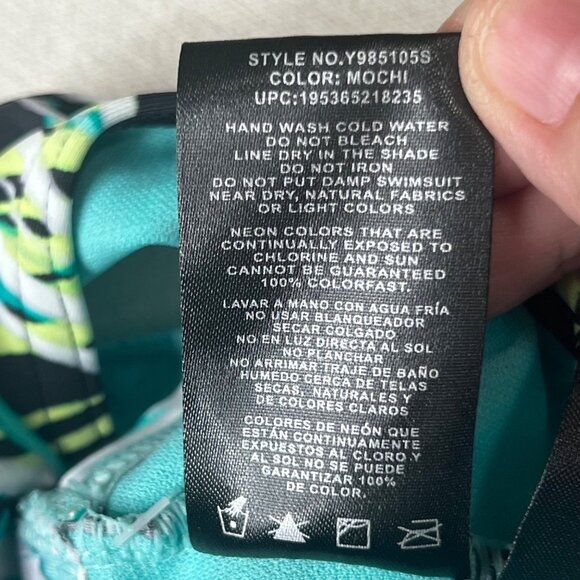 STYLE NO.Y985105S
COLOR: MOCHI
UPC:195365218235
HAND WASH COLD WATER
DO NOT BLEACH
LINE DRY IN THE SHADE
DO NOT IRON
DO NOT PUT DAMP SWIMSUIT
NEAR DRY, NATURAL FABRICS
OR LIGHT COLORS
NEON COLORS THAT ARE
CONTINUALLY EXPOSED TO
CHLORINE AND SUN
CANNOT BE GUARANTEED
100% COLORFAST.
LAVAR A MANO CON AGUA FRÍA
NO USAR BLANQUEADOR
SECAR COLGADO
NO EN LUZ DIRECTA AL SOL
NO PLANCHAR
NO ARRIMAR TRAJE DE BAÑO
HUMEDO CERCA DE TELAS
SECAS, NATURALES Y
DE COLORES CLAROS
COLORES DE NEÓN QUE
ESTÁN CONTINUAMENTE
EXPUESTOS AL CLORO Y
AL SOL NO SE PUEDE
GARANTIZAR 100%
DE COLOR.